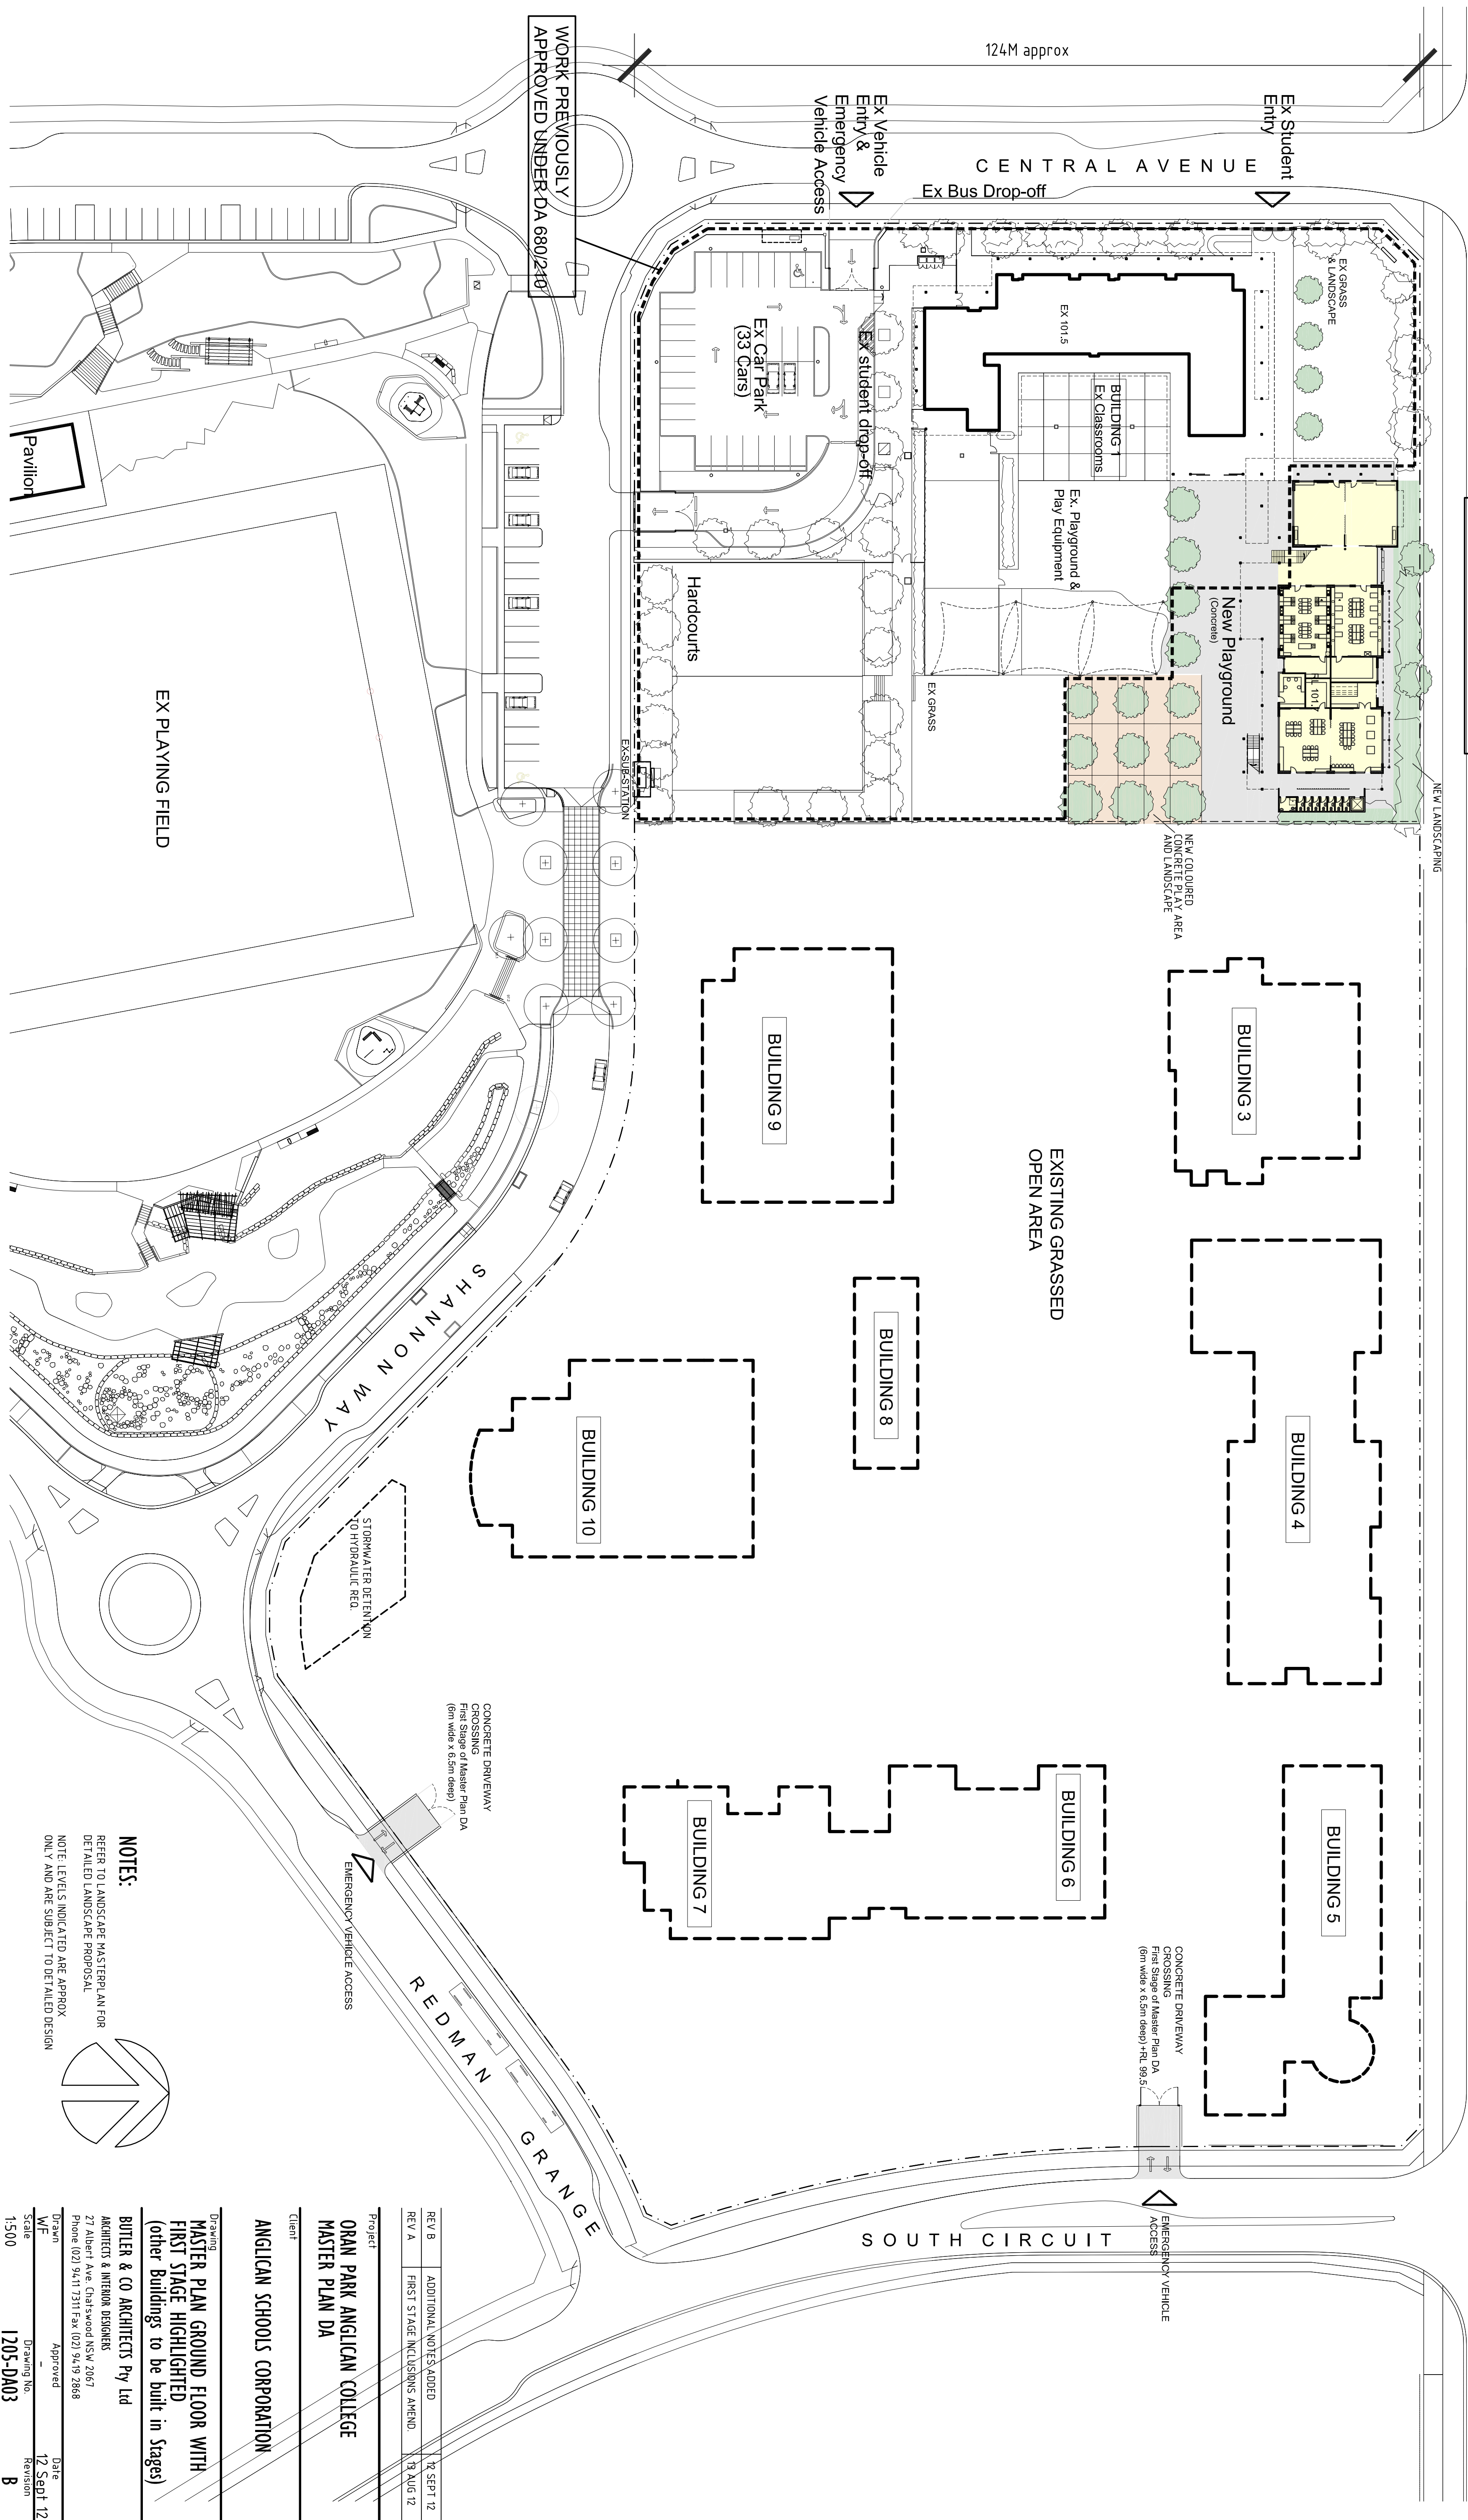 124M approx
WORK PREVIOUSLY
APPROVED UNDER DA 680/210
Ex Vehicle
Entry &
Emergency
Vehicle Access
Ex Student
Entry
CENTRAL AVENUE
Ex Bus Drop-off
EX GRASS
& LANDSCAPE
EX 101.5
BUILDING 1
Ex Classrooms
Ex Car Park
(33 Cars)
Ex student drop-off
Ex. Playground &
Play Equipment
Pavilion
Hardcourts
New Playground
(Concrete)
EX GRASS
EX PLAYING FIELD
EX-SUB-STATION
NEW LANDSCAPING
NEW COLOURED
CONCRETE PLAY AREA
AND LANDSCAPE
BUILDING 9
BUILDING 3
EXISTING GRASSED
OPEN AREA
BUILDING 8
BUILDING 4
BUILDING 10
SHANNON WAY
STORMWATER DETENTION
TO HYDRAULIC REQ.
CONCRETE DRIVEWAY
CROSSING
First Stage of Master Plan DA
(6m wide x 6.5m deep)
EMERGENCY VEHICLE ACCESS
BUILDING 7
BUILDING 6
BUILDING 5
CONCRETE DRIVEWAY
CROSSING
First Stage of Master Plan DA
(6m wide x 6.5m deep)+RL 99.5
REDMAN GRANGE
SOUTH CIRCUIT
EMERGENCY VEHICLE
ACCESS
NOTES:
REFER TO LANDSCAPE MASTERPLAN FOR
DETAILED LANDSCAPE PROPOSAL
NOTE: LEVELS INDICATED ARE APPROX
ONLY AND ARE SUBJECT TO DETAILED DESIGN
REV B ADDITIONAL NOTES ADDED 12 SEPT 12
REV A FIRST STAGE INCLUSIONS AMEND. 13 AUG 12
Project
ORAN PARK ANGLICAN COLLEGE
MASTER PLAN DA
Client
ANGLICAN SCHOOLS CORPORATION
Drawing
MASTER PLAN GROUND FLOOR WITH
FIRST STAGE HIGHLIGHTED
(other Buildings to be built in Stages)
BUTLER & CO ARCHITECTS Pty Ltd
ARCHITECTS & INTERIOR DESIGNERS
27 Albert Ave. Chatswood NSW 2067
Phone (02) 9411 7311 Fax (02) 9419 2868
Drawn Approved Date
WF - 12 Sept 12
Scale Drawing No. Revision
1:500 1205-DA03 B